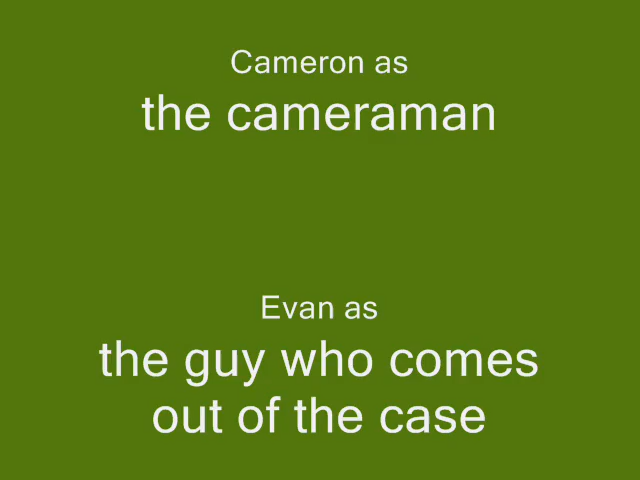 Cameron as
the cameraman
Evan as
the guy who comes
out of the case